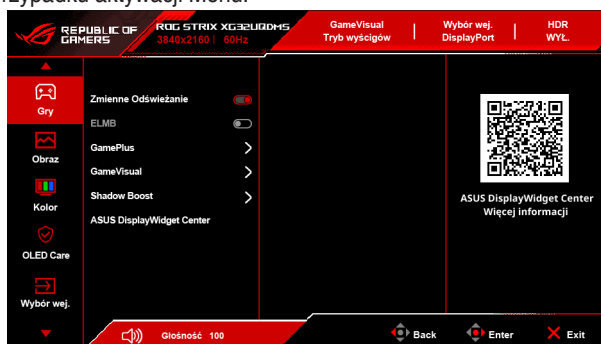 REPUBLIC OF
GAMERS
ROG STRIX XG32UQDMS
3840x2160 | 60Hz
GameVisual
Tryb wyścigów
Wybór wej.
DisplayPort
HDR
WYŁ.
Gry
Obraz
Kolor
OLED Care
Wybór wej.
Zmienne Odświeżanie
ELMB
GamePlus
GameVisual
Shadow Boost
ASUS DisplayWidget Center
ASUS DisplayWidget Center
Więcej informacji
Głośność 100
Back
Enter
Exit